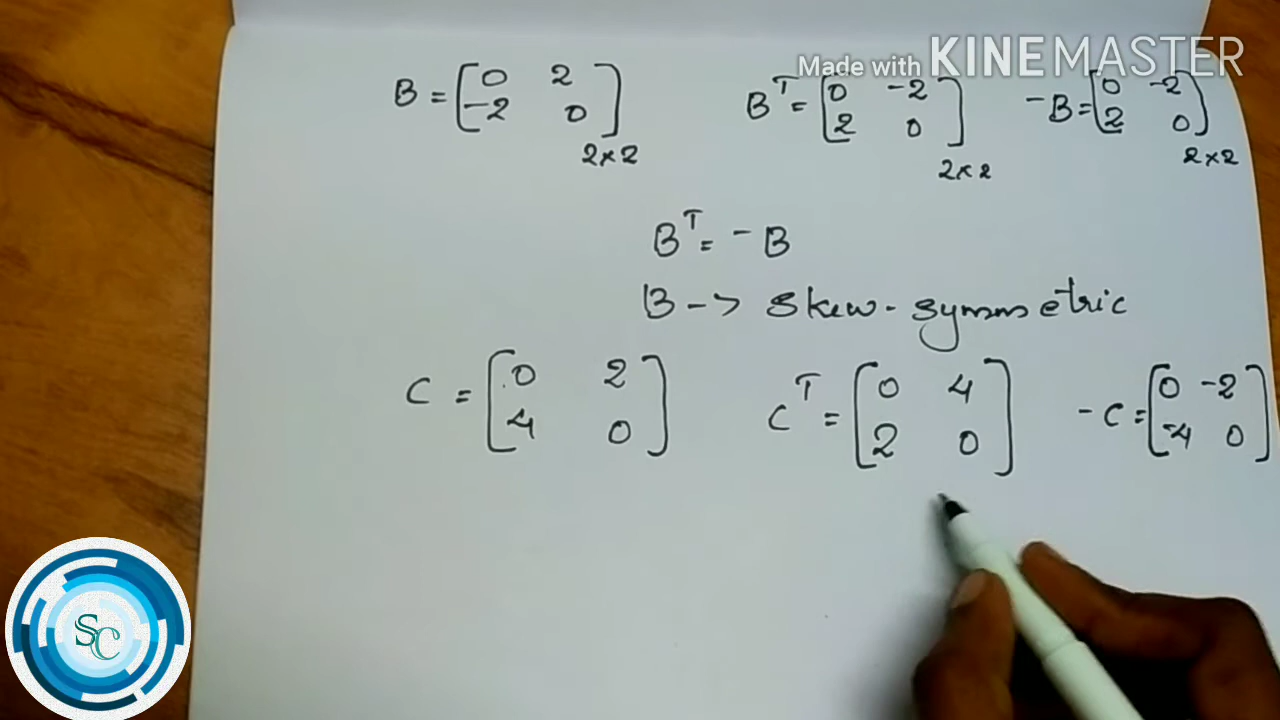 Made with KINEMASTER
B = [0 2 -2 0] 2×2 B^T = [0 -2 2 0] 2×2 -B = [0 -2 2 0] 2×2
B^T = -B
B -> Skew-symmetric
C = [0 2 4 0] C^T = [0 4 2 0] -C = [0 -2 -4 0]
SC